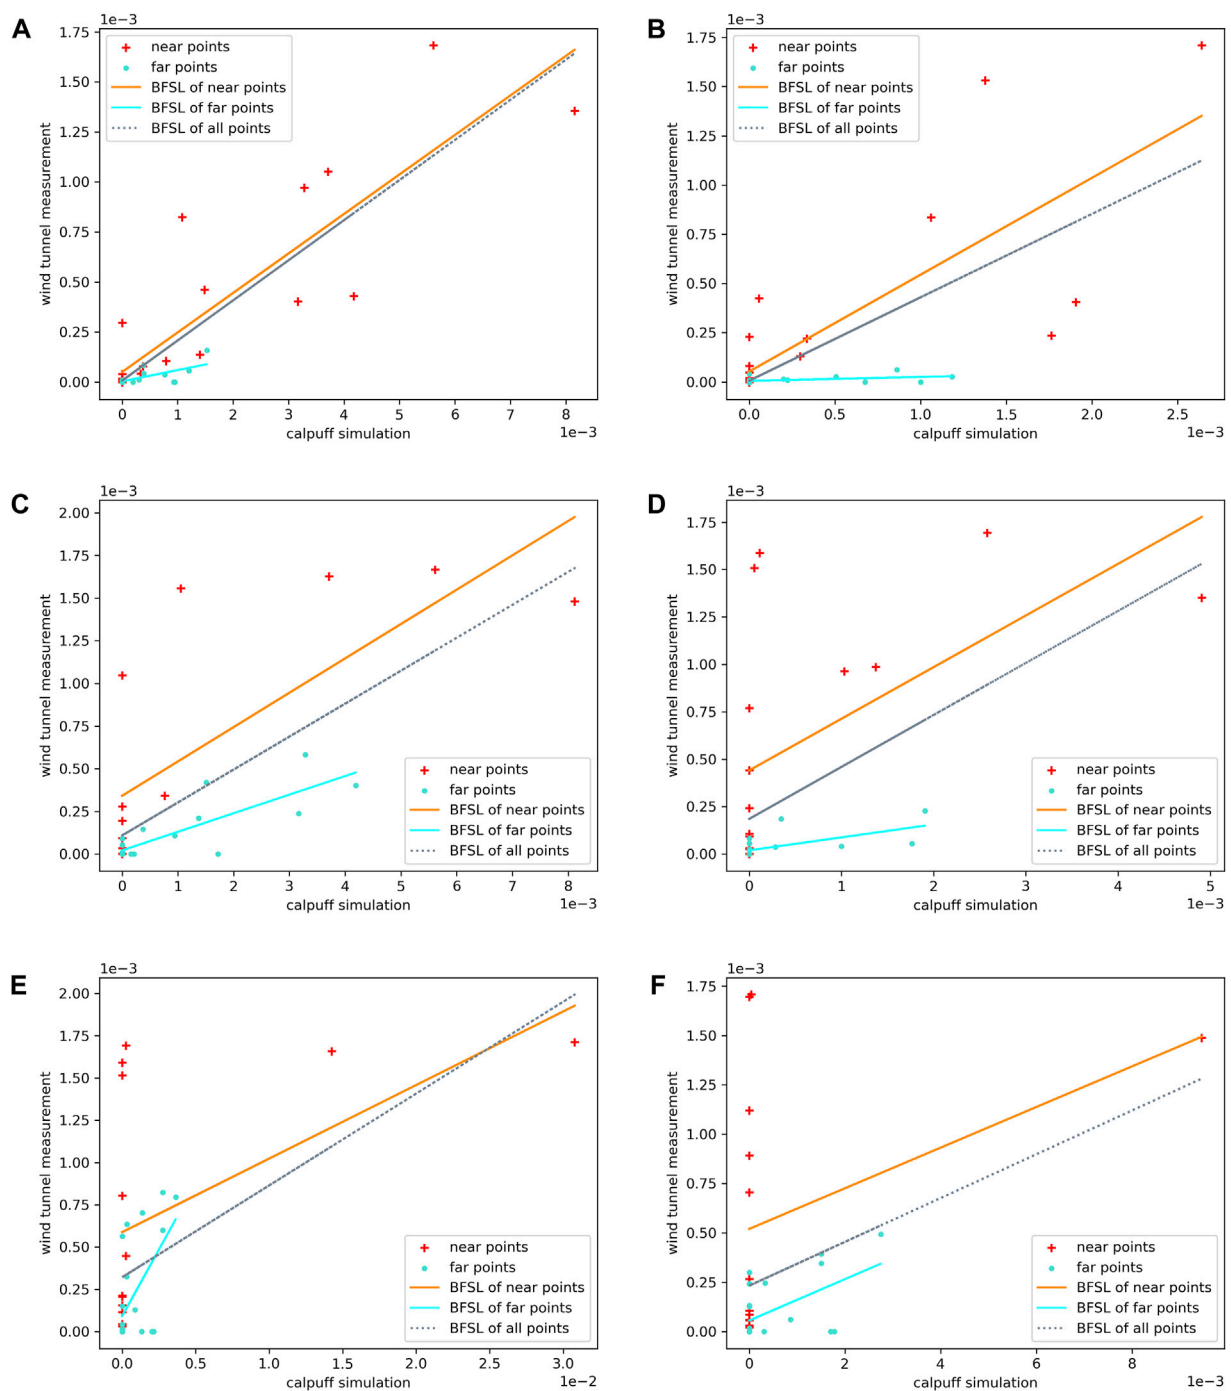 A
1e−3
1.75
1.50
1.25
1.00
0.75
0.50
0.25
0.00
wind tunnel measurement
near points
far points
BFSL of near points
BFSL of far points
BFSL of all points
0 1 2 3 4 5 6 7 8
calpuff simulation
1e−3
B
1e−3
1.75
1.50
1.25
1.00
0.75
0.50
0.25
0.00
wind tunnel measurement
near points
far points
BFSL of near points
BFSL of far points
BFSL of all points
0.0 0.5 1.0 1.5 2.0 2.5
calpuff simulation
1e−3
C
1e−3
2.00
1.75
1.50
1.25
1.00
0.75
0.50
0.25
0.00
wind tunnel measurement
near points
far points
BFSL of near points
BFSL of far points
BFSL of all points
0 1 2 3 4 5 6 7 8
calpuff simulation
1e−3
D
1e−3
1.75
1.50
1.25
1.00
0.75
0.50
0.25
0.00
wind tunnel measurement
near points
far points
BFSL of near points
BFSL of far points
BFSL of all points
0 1 2 3 4 5
calpuff simulation
1e−3
E
1e−3
2.00
1.75
1.50
1.25
1.00
0.75
0.50
0.25
0.00
wind tunnel measurement
near points
far points
BFSL of near points
BFSL of far points
BFSL of all points
0.0 0.5 1.0 1.5 2.0 2.5 3.0
calpuff simulation
1e−2
F
1e−3
1.75
1.50
1.25
1.00
0.75
0.50
0.25
0.00
wind tunnel measurement
near points
far points
BFSL of near points
BFSL of far points
BFSL of all points
0 2 4 6 8
calpuff simulation
1e−3